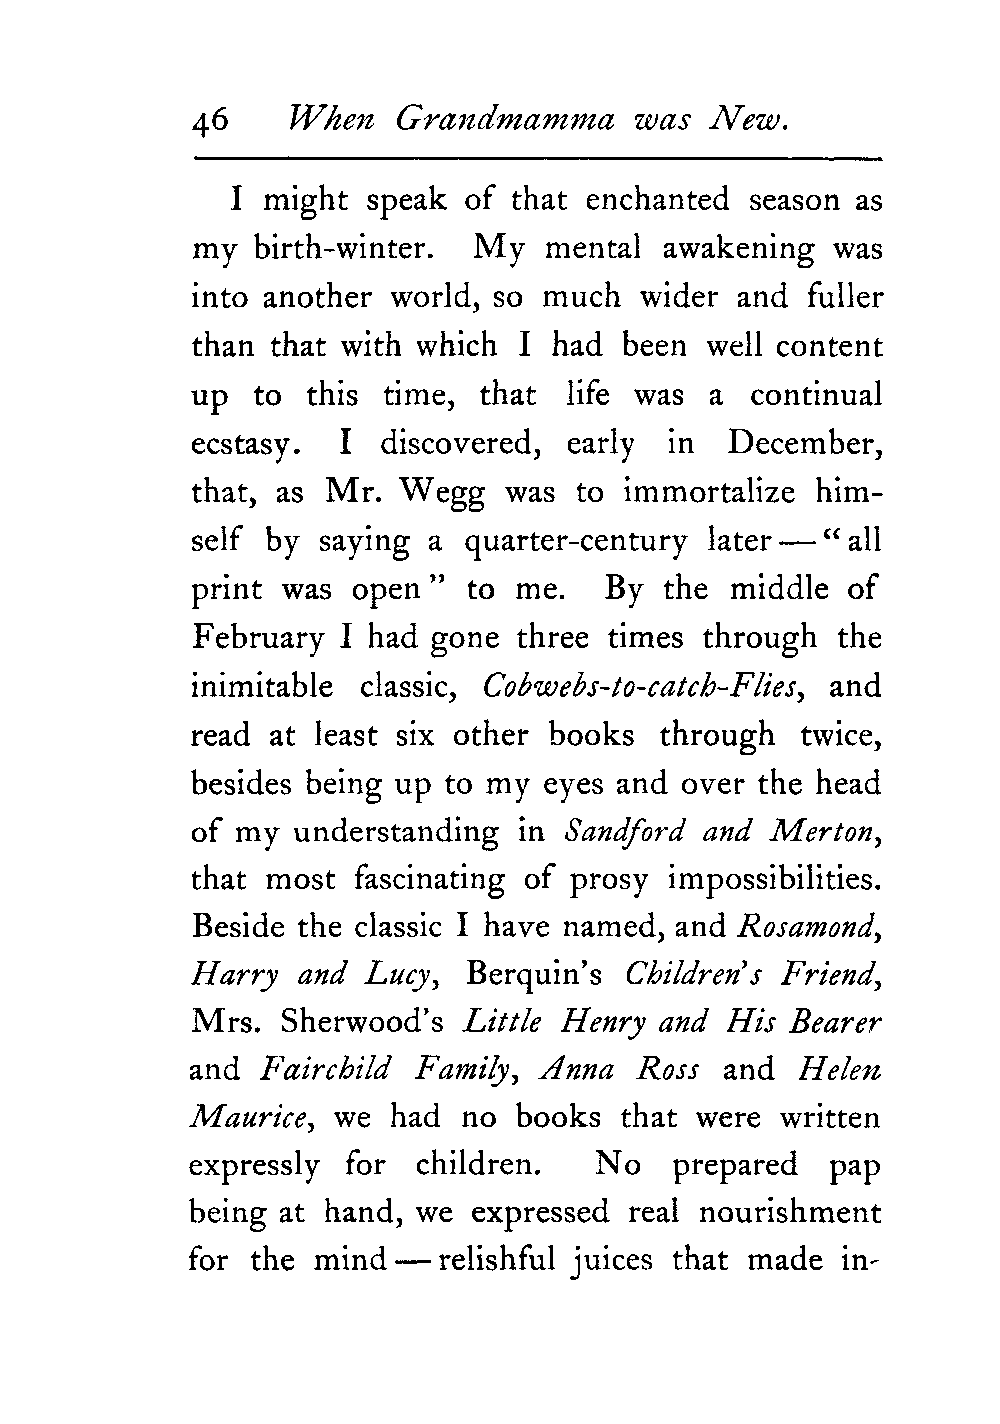 46 When Grandmamma was New.
I might speak of that enchanted season as
my birth-winter. My mental awakening was
into another world, so much wider and fuller
than that with which I had been well content
up to this time, that life was a continual
ecstasy. I discovered, early in December,
that, as Mr. Wegg was to immortalize him-
self by saying a quarter-century later — “all
print was open” to me. By the middle of
February I had gone three times through the
inimitable classic, Cobwebs-to-catch-Flies, and
read at least six other books through twice,
besides being up to my eyes and over the head
of my understanding in Sandford and Merton,
that most fascinating of prosy impossibilities.
Beside the classic I have named, and Rosamond,
Harry and Lucy, Berquin’s Children’s Friend,
Mrs. Sherwood’s Little Henry and His Bearer
and Fairchild Family, Anna Ross and Helen
Maurice, we had no books that were written
expressly for children. No prepared pap
being at hand, we expressed real nourishment
for the mind — relishful juices that made in-